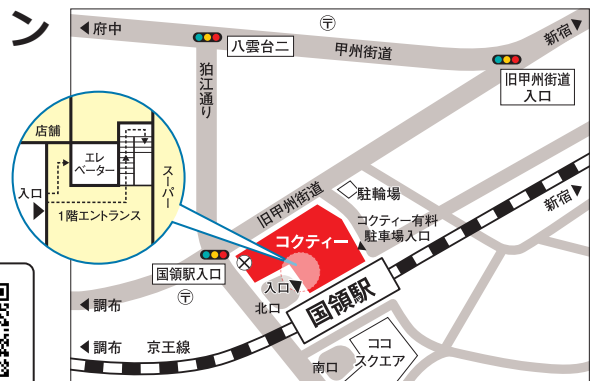 ン
◀府中
〒
新宿▶
八雲台二
甲州街道
旧甲州街道
入口
狛江通り
店舗
エレ
ベーター
スーパー
入口
1階エントランス
旧甲州街道
駐輪場
コクティー有料
駐車場入口
新宿▶
コクティー
国領駅入口
〒
入口
北口
国領駅
◀調布
◀調布 京王線
南口
ココ
スクエア